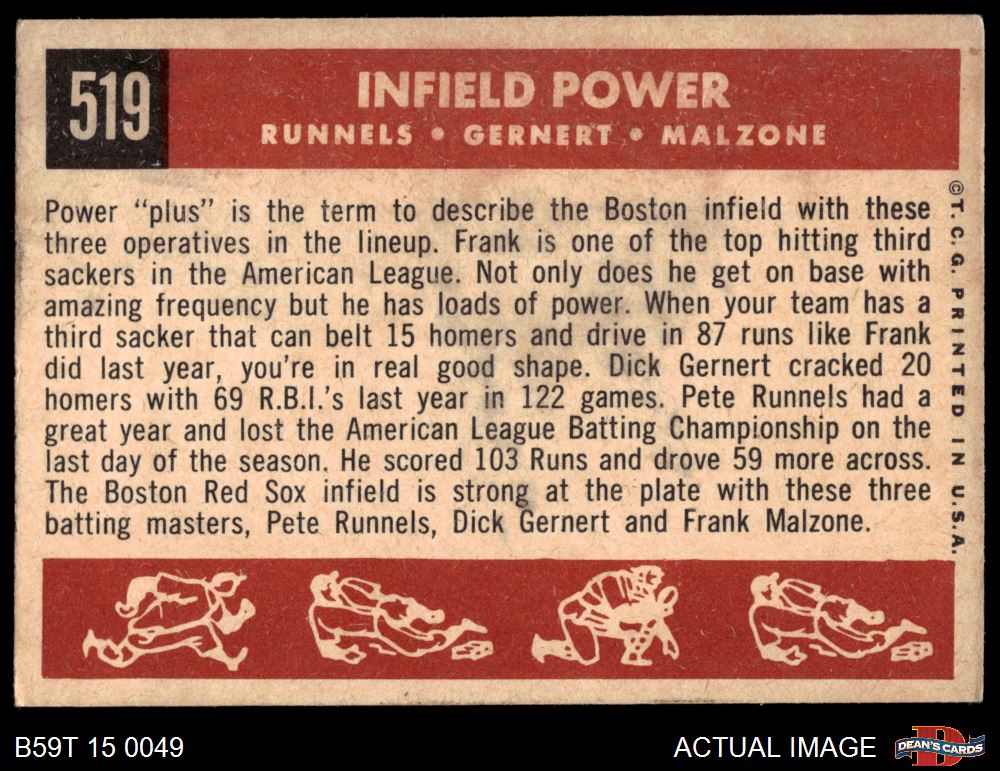 519
INFIELD POWER
RUNNELS • GERNERT • MALZONE
Power “plus” is the term to describe the Boston infield with these
three operatives in the lineup. Frank is one of the top hitting third
sackers in the American League. Not only does he get on base with
amazing frequency but he has loads of power. When your team has a
third sacker that can belt 15 homers and drive in 87 runs like Frank
did last year, you're in real good shape. Dick Gernert cracked 20
homers with 69 R.B.I.'s last year in 122 games. Pete Runnels had a
great year and lost the American League Batting Championship on the
last day of the season. He scored 103 Runs and drove 59 more across.
The Boston Red Sox infield is strong at the plate with these three
batting masters, Pete Runnels, Dick Gernert and Frank Malzone.
© T. C. G. PRINTED IN U.S.A.
B59T 15 0049
ACTUAL IMAGE
D
DEAN'S CARDS